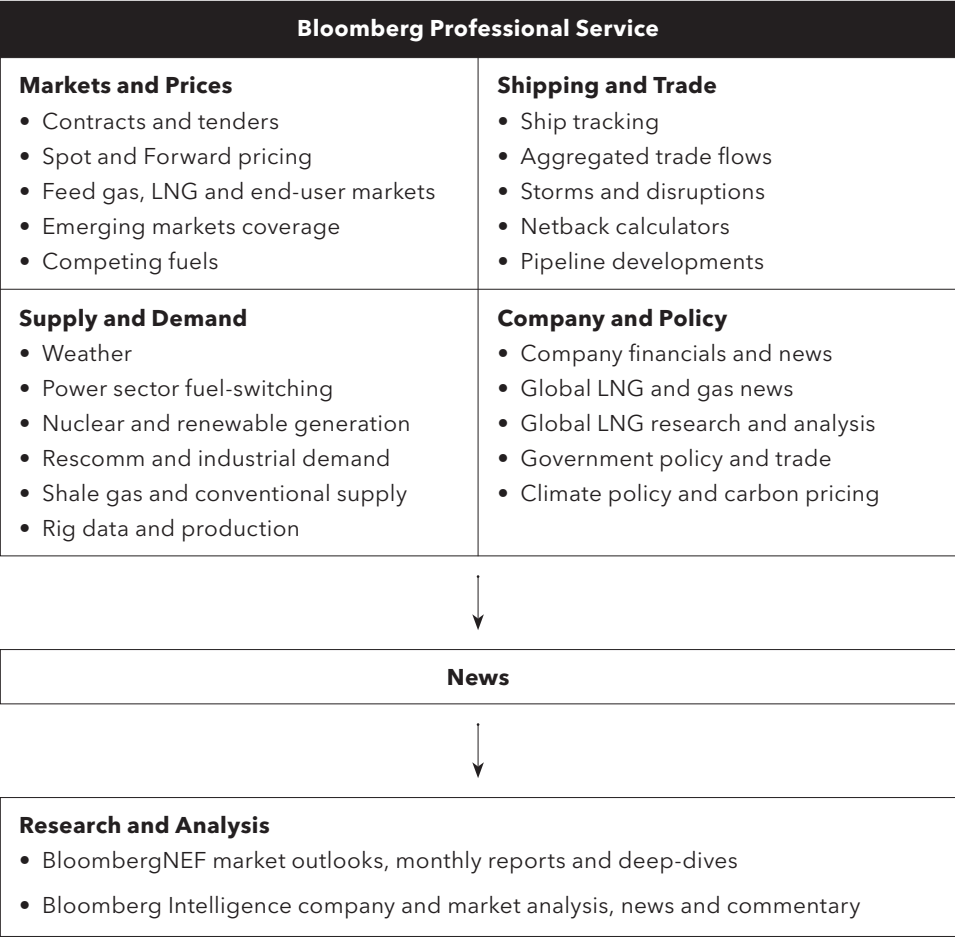 Bloomberg Professional Service
Markets and Prices
• Contracts and tenders
• Spot and Forward pricing
• Feed gas, LNG and end-user markets
• Emerging markets coverage
• Competing fuels
Shipping and Trade
• Ship tracking
• Aggregated trade flows
• Storms and disruptions
• Netback calculators
• Pipeline developments
Supply and Demand
• Weather
• Power sector fuel-switching
• Nuclear and renewable generation
• Rescomm and industrial demand
• Shale gas and conventional supply
• Rig data and production
Company and Policy
• Company financials and news
• Global LNG and gas news
• Global LNG research and analysis
• Government policy and trade
• Climate policy and carbon pricing
News
Research and Analysis
• BloombergNEF market outlooks, monthly reports and deep-dives
• Bloomberg Intelligence company and market analysis, news and commentary